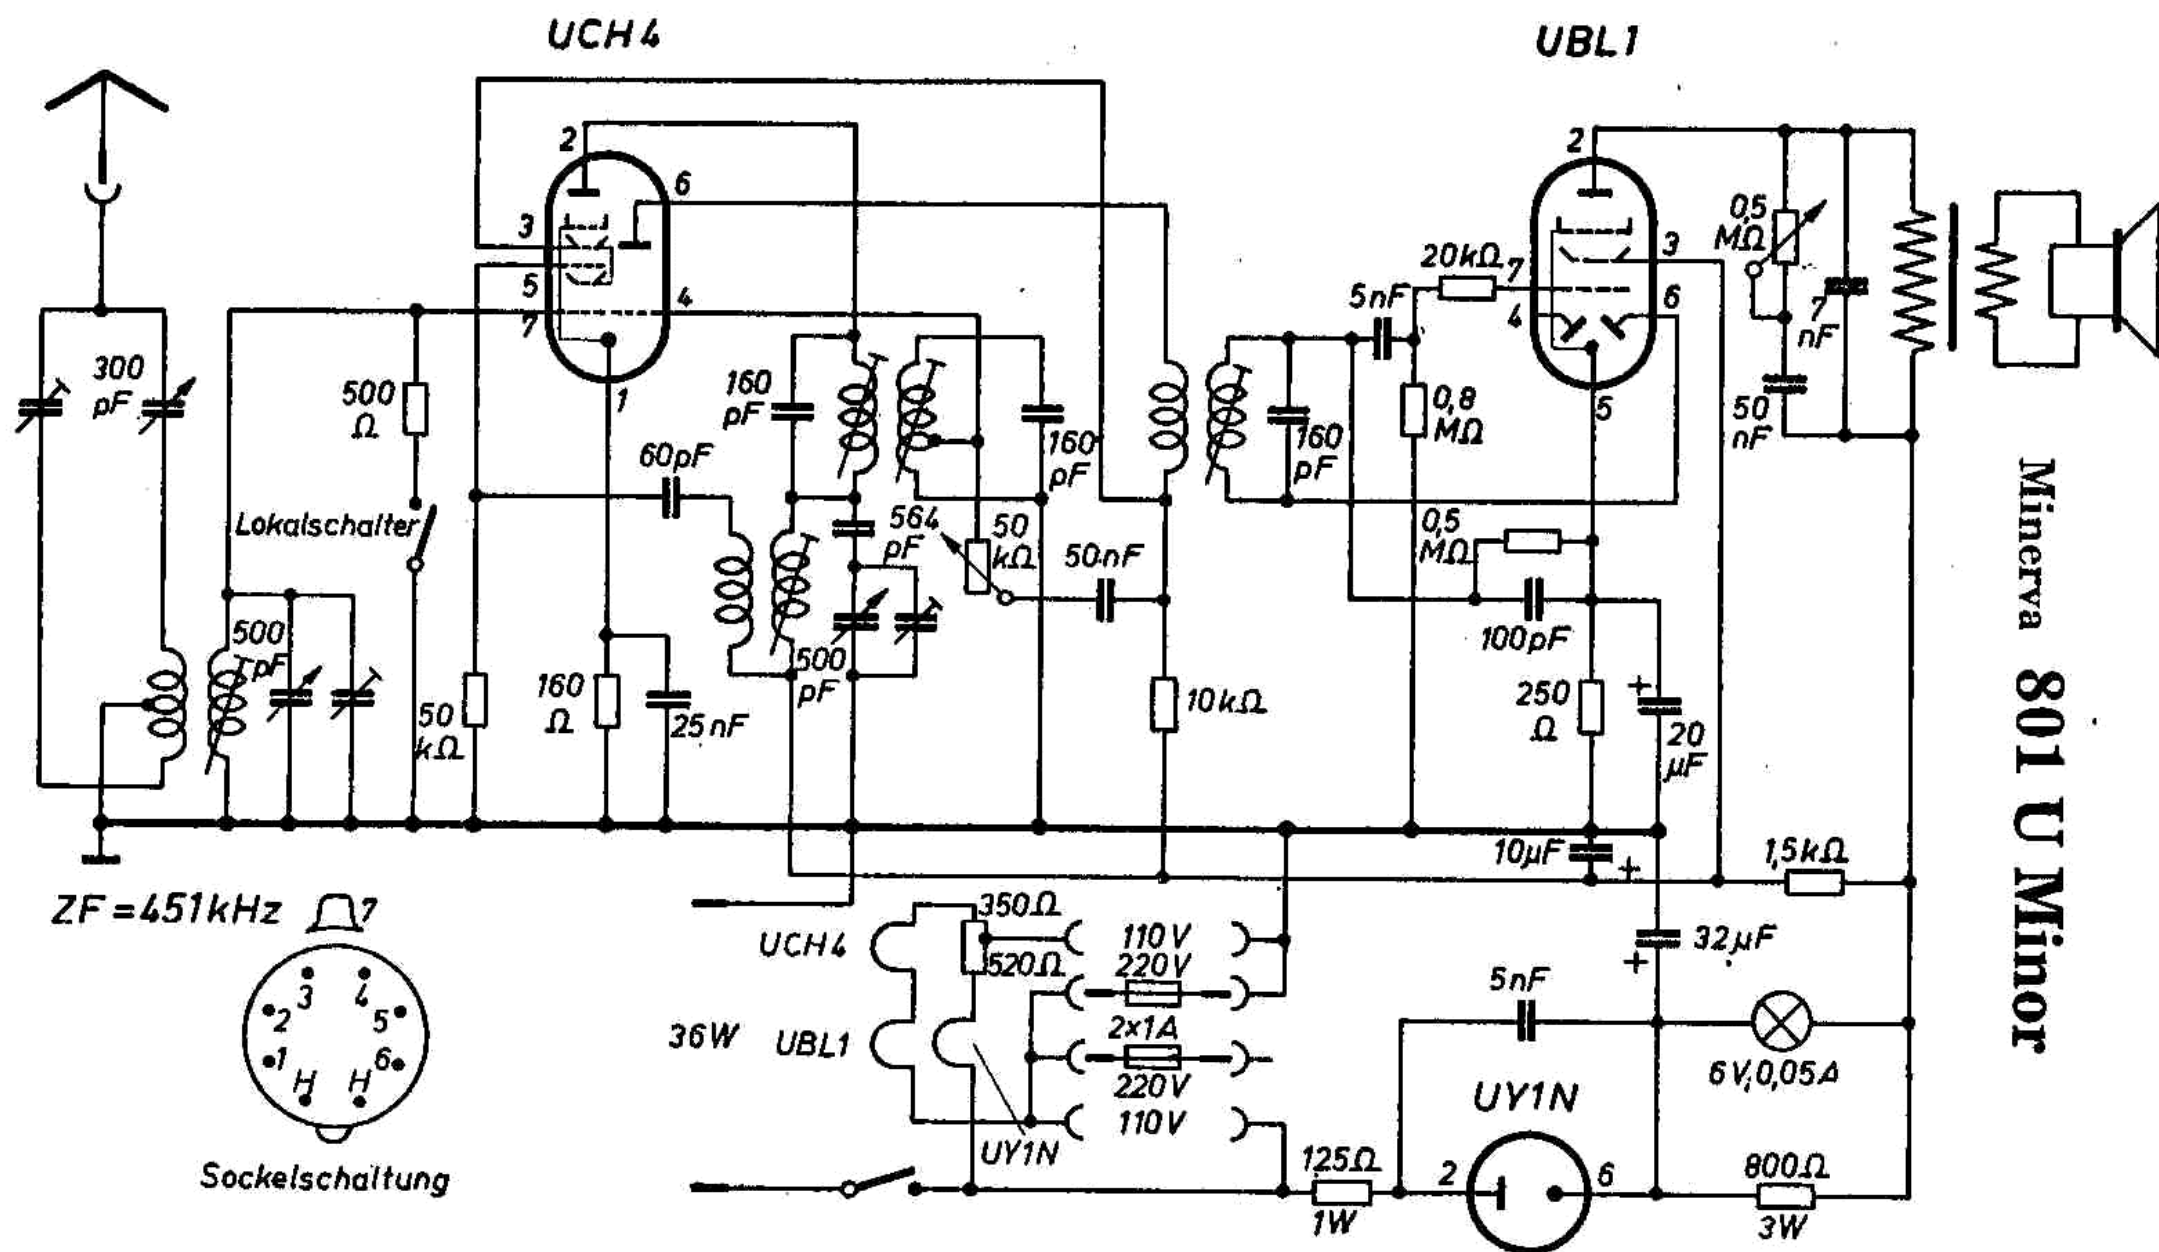 UCH4
UBL1
2
6
3
5
4
7
1
2
3
7
6
4
5
20kΩ
5nF
0,5
MΩ
7
nF
50
nF
300
pF
500
Ω
160
pF
160
pF
160
pF
0,8
MΩ
60pF
Lokalschalter
564
pF
50
kΩ
50nF
0,5
MΩ
100pF
500
pF
500
pF
50
kΩ
160
Ω
25nF
10kΩ
250
Ω
+
20
µF
10µF
+
1,5kΩ
Minerva 801 U Minor
ZF=451kHz
7
3
4
2
5
1
6
H
H
Sockelschaltung
350Ω
UCH4
520Ω
110V
220V
36W
UBL1
2x1A
220V
110V
UY1N
32µF
+
5nF
6V,0,05A
UY1N
125Ω
1W
2
6
800Ω
3W